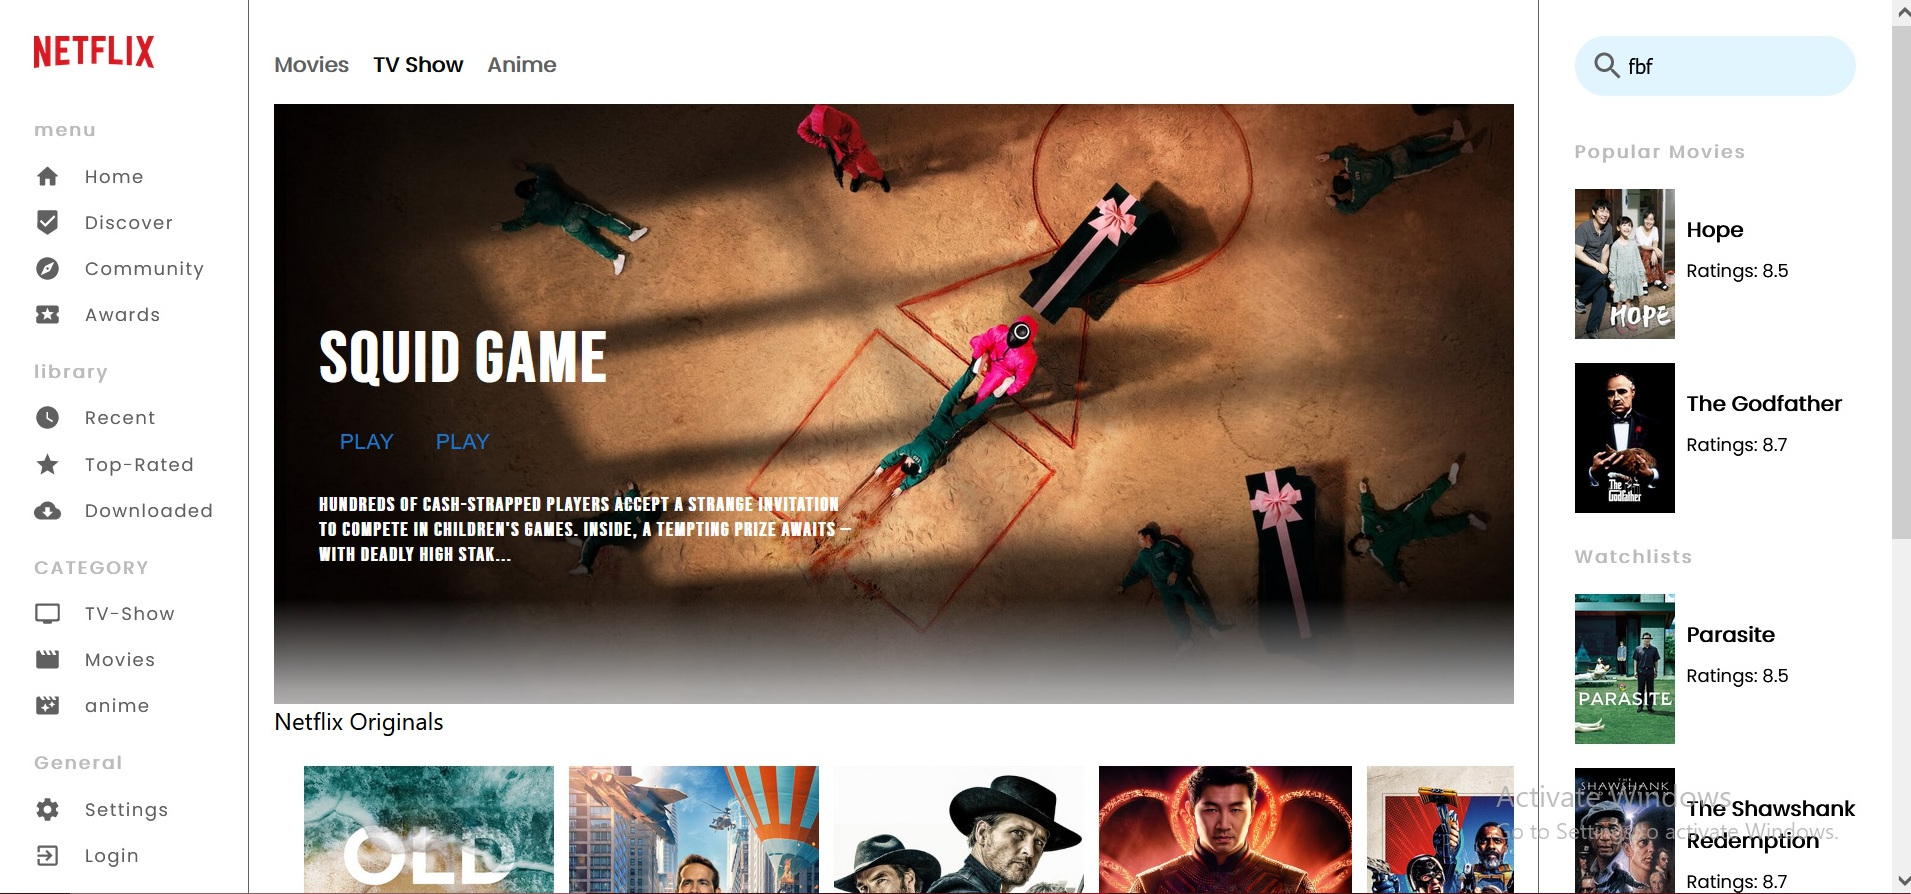 NETFLIX
menu
Home
Discover
Community
Awards
library
Recent
Top-Rated
Downloaded
CATEGORY
TV-Show
Movies
anime
General
Settings
Login
Movies TV Show Anime
SQUID GAME
PLAY PLAY
HUNDREDS OF CASH-STRAPPED PLAYERS ACCEPT A STRANGE INVITATION
TO COMPETE IN CHILDREN'S GAMES. INSIDE, A TEMPTING PRIZE AWAITS —
WITH DEADLY HIGH STAK...
Netflix Originals
OLD
fbf
Popular Movies
HOPE
Hope
Ratings: 8.5
The
Godfather
The Godfather
Ratings: 8.7
Watchlists
PARASITE
Parasite
Ratings: 8.5
THE
SHAWSHANK
The Shawshank
Redemption
Ratings: 8.7
Activate Windows
Go to Settings to activate Windows.